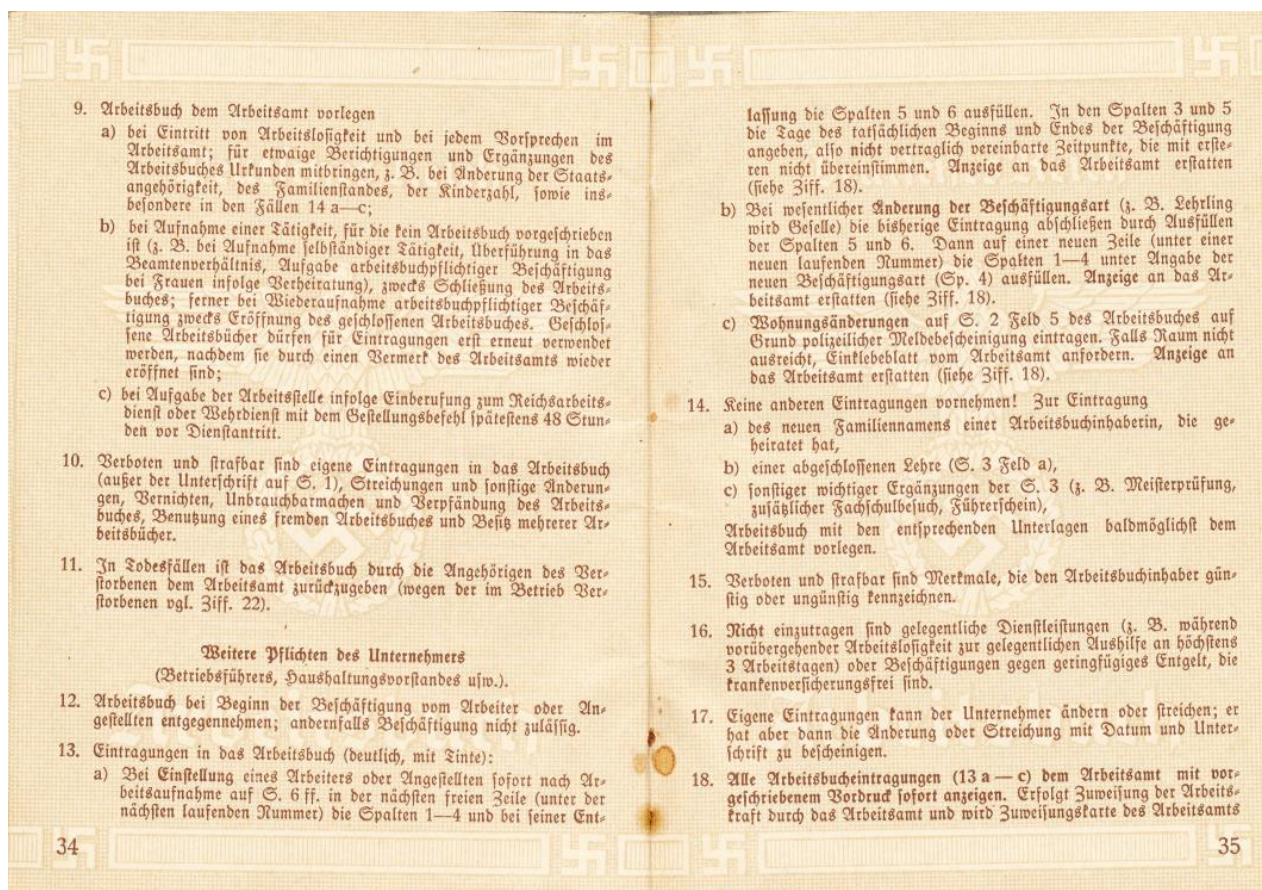 9. Arbeitsbuch dem Arbeitsamt vorlegen
a) bei Eintritt von Arbeitslosigkeit und bei jedem Vorsprechen im
Arbeitsamt; für etwaige Berichtigungen und Ergänzungen des
Arbeitsbuches Urkunden mitbringen, z. B. bei Änderung der Staats-
angehörigkeit, des Familienstandes, der Kinderzahl, sowie ins-
besondere in den Fällen 14 a—c;
b) bei Aufnahme einer Tätigkeit, für die kein Arbeitsbuch vorgeschrieben
ist (z. B. bei Aufnahme selbständiger Tätigkeit, Überführung in das
Beamtenverhältnis, Aufgabe arbeitsbuchpflichtiger Beschäftigung
bei Frauen infolge Verheiratung), zwecks Schließung des Arbeits-
buches; ferner bei Wiederaufnahme arbeitsbuchpflichtiger Beschäf-
tigung zwecks Eröffnung des geschlossenen Arbeitsbuches. Geschlos-
sene Arbeitsbücher dürfen für Eintragungen erst erneut verwendet
werden, nachdem sie durch einen Vermerk des Arbeitsamts wieder
eröffnet sind;
c) bei Aufgabe der Arbeitsstelle infolge Einberufung zum Reichsarbeits-
dienst oder Wehrdienst mit dem Gestellungsbefehl spätestens 48 Stun-
den vor Dienstantritt.
10. Verboten und strafbar sind eigene Eintragungen in das Arbeitsbuch
(außer der Unterschrift auf S. 1), Streichungen und sonstige Änderun-
gen, Vernichten, Unbrauchbarmachen und Verpfändung des Arbeits-
buches, Benutzung eines fremden Arbeitsbuches und Besitz mehrerer Ar-
beitsbücher.
11. In Todesfällen ist das Arbeitsbuch durch die Angehörigen des Ver-
storbenen dem Arbeitsamt zurückzugeben (wegen der im Betrieb Ver-
storbenen vgl. Ziff. 22).
Weitere Pflichten des Unternehmers
(Betriebsführers, Haushaltungsvorstandes usw.).
12. Arbeitsbuch bei Beginn der Beschäftigung vom Arbeiter oder An-
gestellten entgegennehmen; andernfalls Beschäftigung nicht zulässig.
13. Eintragungen in das Arbeitsbuch (deutlich, mit Tinte):
a) Bei Einstellung eines Arbeiters oder Angestellten sofort nach Ar-
beitsaufnahme auf S. 6 ff. in der nächsten freien Zeile (unter der
nächsten laufenden Nummer) die Spalten 1—4 und bei seiner Ent-
34
lassung die Spalten 5 und 6 ausfüllen. In den Spalten 3 und 5
die Tage des tatsächlichen Beginns und Endes der Beschäftigung
angeben, also nicht vertraglich vereinbarte Zeitpunkte, die mit erste-
ren nicht übereinstimmen. Anzeige an das Arbeitsamt erstatten
(siehe Ziff. 18).
b) Bei wesentlicher Änderung der Beschäftigungsart (z. B. Lehrling
wird Geselle) die bisherige Eintragung abschließen durch Ausfüllen
der Spalten 5 und 6. Dann auf einer neuen Zeile (unter einer
neuen laufenden Nummer) die Spalten 1—4 unter Angabe der
neuen Beschäftigungsart (Sp. 4) ausfüllen. Anzeige an das Ar-
beitsamt erstatten (siehe Ziff. 18).
c) Wohnungsänderungen auf S. 2 Feld 5 des Arbeitsbuches auf
Grund polizeilicher Meldebescheinigung eintragen. Falls Raum nicht
ausreicht, Einklebeblatt vom Arbeitsamt anfordern. Anzeige an
das Arbeitsamt erstatten (siehe Ziff. 18).
14. Keine anderen Eintragungen vornehmen! Zur Eintragung
a) des neuen Familiennamens einer Arbeitsbuchinhaberin, die ge-
heiratet hat,
b) einer abgeschlossenen Lehre (S. 3 Feld a),
c) sonstiger wichtiger Ergänzungen der S. 3 (z. B. Meisterprüfung,
zusätzlicher Fachschulbesuch, Führerschein),
Arbeitsbuch mit den entsprechenden Unterlagen baldmöglichst dem
Arbeitsamt vorlegen.
15. Verboten und strafbar sind Merkmale, die den Arbeitsbuchinhaber gün-
stig oder ungünstig kennzeichnen.
16. Nicht einzutragen sind gelegentliche Dienstleistungen (z. B. während
vorübergehender Arbeitslosigkeit zur gelegentlichen Aushilfe an höchstens
3 Arbeitstagen) oder Beschäftigungen gegen geringfügiges Entgelt, die
krankenversicherungsfrei sind.
17. Eigene Eintragungen kann der Unternehmer ändern oder streichen; er
hat aber dann die Änderung oder Streichung mit Datum und Unter-
schrift zu bescheinigen.
18. Alle Arbeitsbucheintragungen (13 a — c) dem Arbeitsamt mit vor-
geschriebenem Vordruck sofort anzeigen. Erfolgt Zuweisung der Arbeits-
kraft durch das Arbeitsamt und wird Zuweisungskarte des Arbeitsamts
35